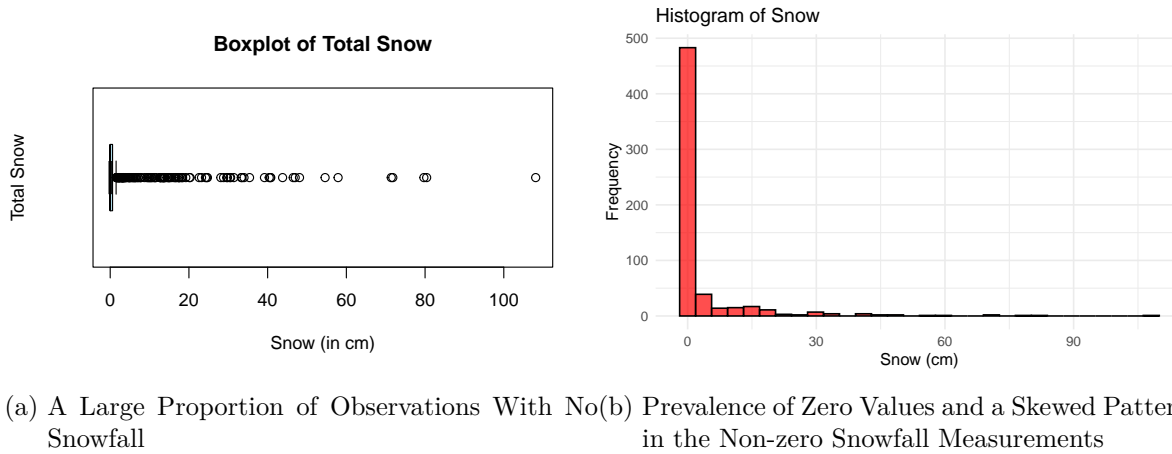 Boxplot of Total Snow
Total Snow
0 20 40 60 80 100
Snow (in cm)
Histogram of Snow
Frequency
500
400
300
200
100
0
0 30 60 90
Snow (cm)
(a) A Large Proportion of Observations With No
Snowfall
(b) Prevalence of Zero Values and a Skewed Patter
in the Non-zero Snowfall Measurements